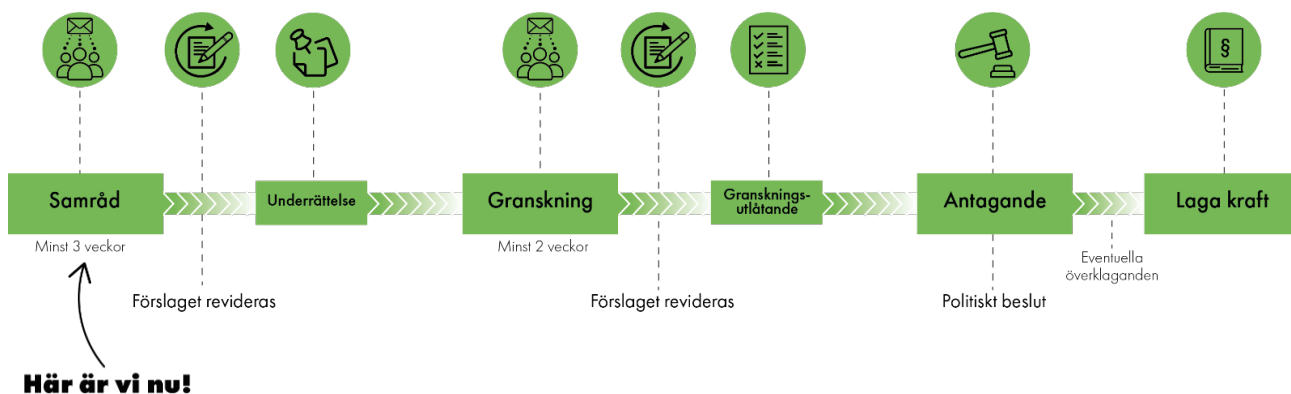 §
Samråd
Underrättelse
Granskning
Gransknings-
utlåtande
Antagande
Laga kraft
Minst 3 veckor
Minst 2 veckor
Eventuella
överklaganden
Förslaget revideras
Förslaget revideras
Politiskt beslut
Här är vi nu!